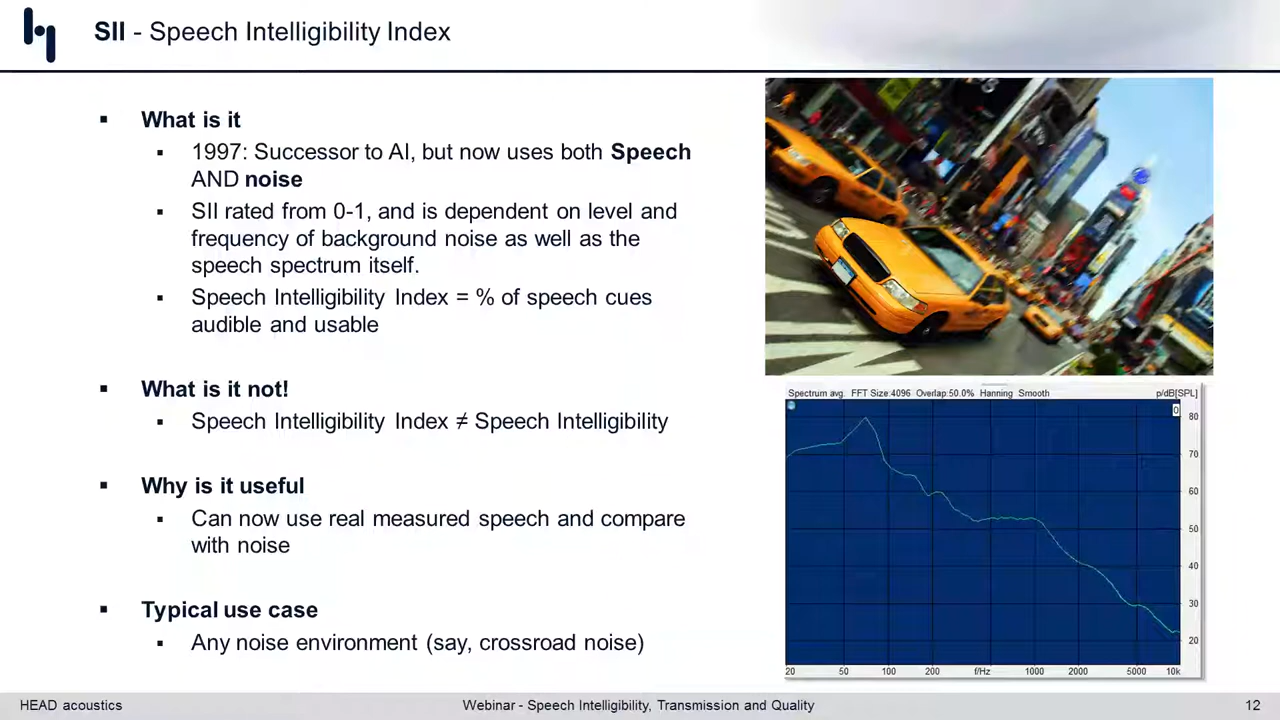 SII - Speech Intelligibility Index
▪ What is it
▪ 1997: Successor to AI, but now uses both Speech
AND noise
▪ SII rated from 0-1, and is dependent on level and
frequency of background noise as well as the
speech spectrum itself.
▪ Speech Intelligibility Index = % of speech cues
audible and usable
▪ What is it not!
▪ Speech Intelligibility Index ≠ Speech Intelligibility
▪ Why is it useful
▪ Can now use real measured speech and compare
with noise
▪ Typical use case
▪ Any noise environment (say, crossroad noise)
Spectrum avg. FFT Size:4096 Overlap:50.0% Hanning Smooth p/dB[SPL]
0
80
70
60
50
40
30
20
20 50 100 200 f/Hz 1000 2000 5000 10k
HEAD acoustics Webinar - Speech Intelligibility, Transmission and Quality 12